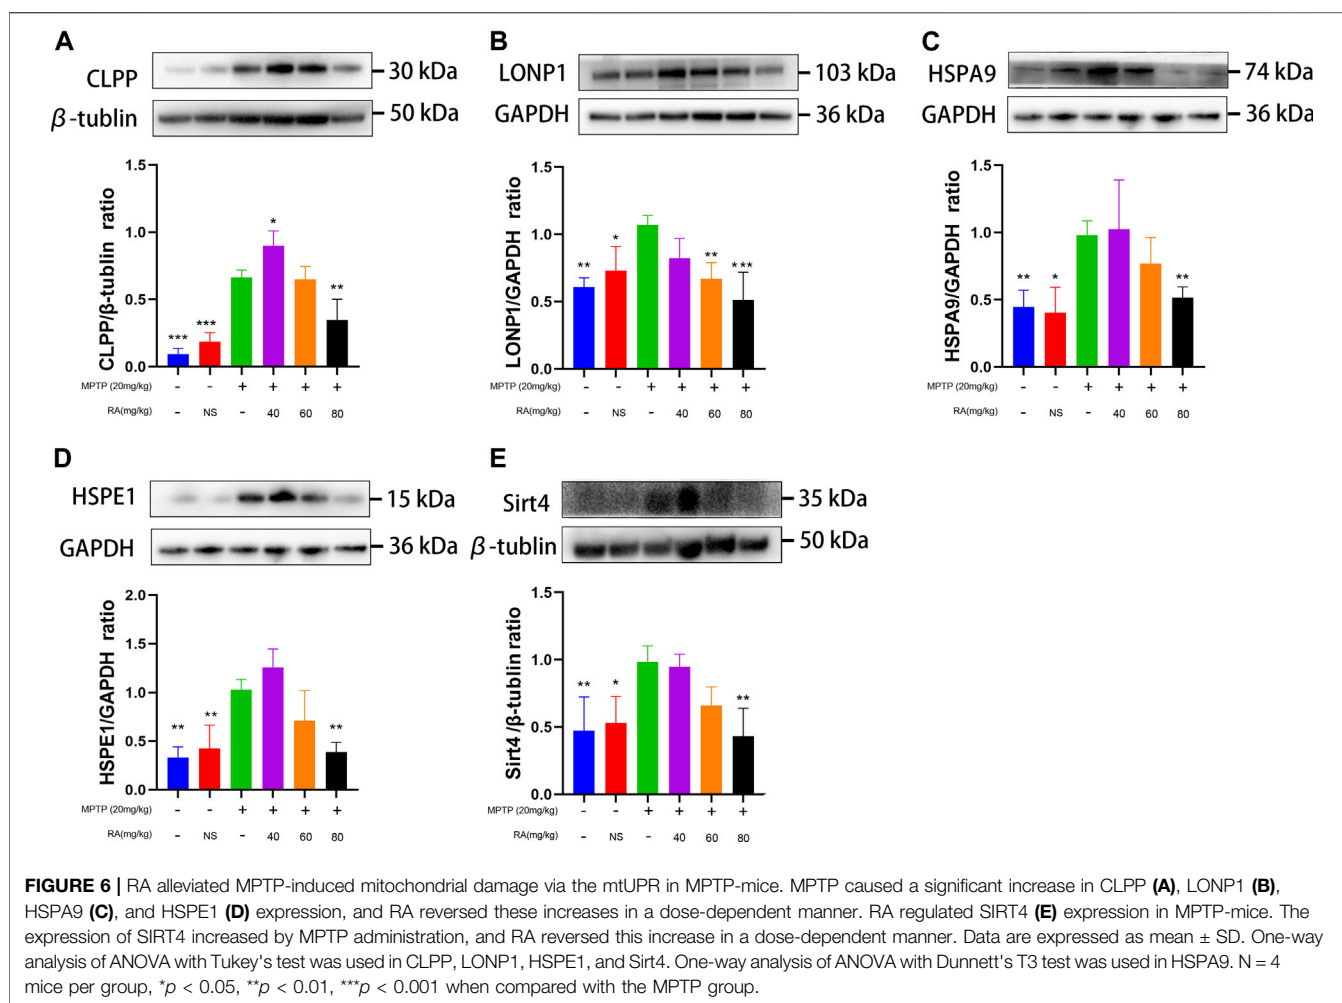 A
CLPP
30 kDa
β-tublin
50 kDa
CLPP/β-tublin ratio
1.5
1.0
0.5
0.0
***
***
*
**
MPTP (20mg/kg) - - + + + +
RA(mg/kg) - NS - 40 60 80
B
LONP1
103 kDa
GAPDH
36 kDa
LONP1/GAPDH ratio
1.5
1.0
0.5
0.0
**
*
**
***
MPTP (20mg/kg) - - + + + +
RA(mg/kg) - NS - 40 60 80
C
HSPA9
74 kDa
GAPDH
36 kDa
HSPA9/GAPDH ratio
1.5
1.0
0.5
0.0
**
*
**
MPTP (20mg/kg) - - + + + +
RA(mg/kg) - NS - 40 60 80
D
HSPE1
15 kDa
GAPDH
36 kDa
HSPE1/GAPDH ratio
2.0
1.5
1.0
0.5
0.0
**
**
**
MPTP (20mg/kg) - - + + + +
RA(mg/kg) - NS - 40 60 80
E
Sirt4
35 kDa
β-tublin
50 kDa
Sirt4/β-tublin ratio
1.5
1.0
0.5
0.0
**
*
**
MPTP (20mg/kg) - - + + + +
RA(mg/kg) - NS - 40 60 80
FIGURE 6 | RA alleviated MPTP-induced mitochondrial damage via the mtUPR in MPTP-mice. MPTP caused a significant increase in CLPP (A), LONP1 (B),
HSPA9 (C), and HSPE1 (D) expression, and RA reversed these increases in a dose-dependent manner. RA regulated SIRT4 (E) expression in MPTP-mice. The
expression of SIRT4 increased by MPTP administration, and RA reversed this increase in a dose-dependent manner. Data are expressed as mean ± SD. One-way
analysis of ANOVA with Tukey's test was used in CLPP, LONP1, HSPE1, and Sirt4. One-way analysis of ANOVA with Dunnett's T3 test was used in HSPA9. N = 4
mice per group, *p < 0.05, **p < 0.01, ***p < 0.001 when compared with the MPTP group.